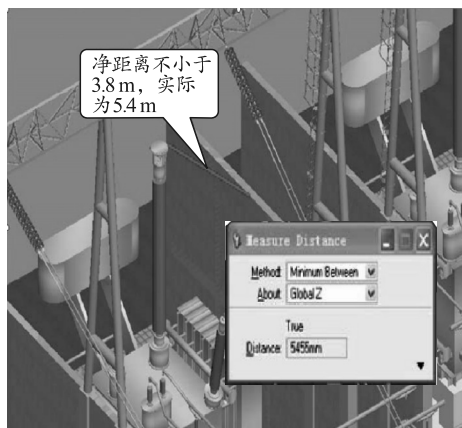 净距离不小于
3.8 m，实际
为5.4 m
Measure Distance
Method: Minimum Between
About: Global Z
True
Distance: 5455mm